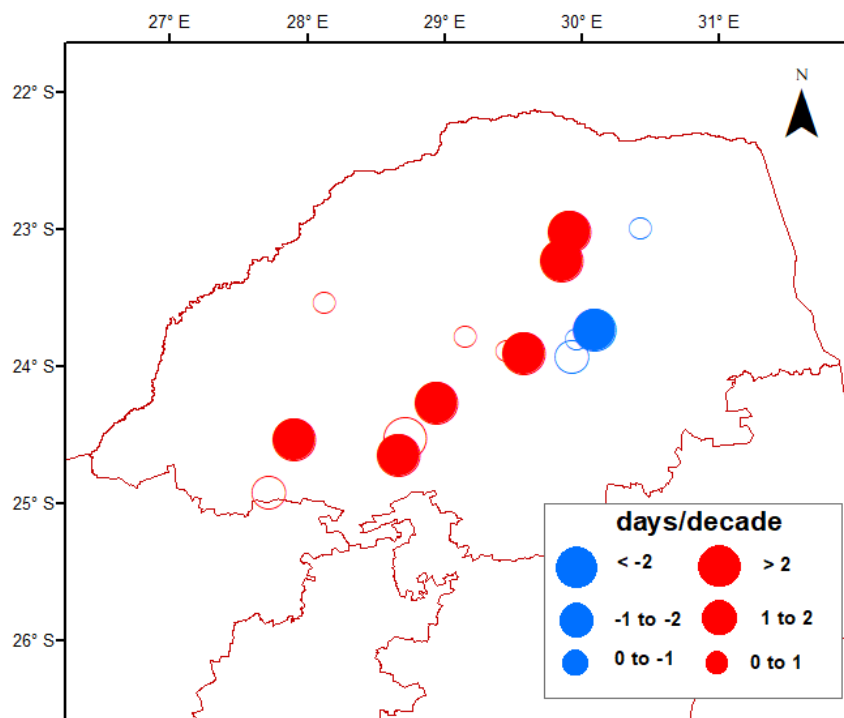 27° E 28° E 29° E 30° E 31° E
N
22° S
23° S
24° S
25° S
26° S
days/decade
< -2 > 2
-1 to -2 1 to 2
0 to -1 0 to 1